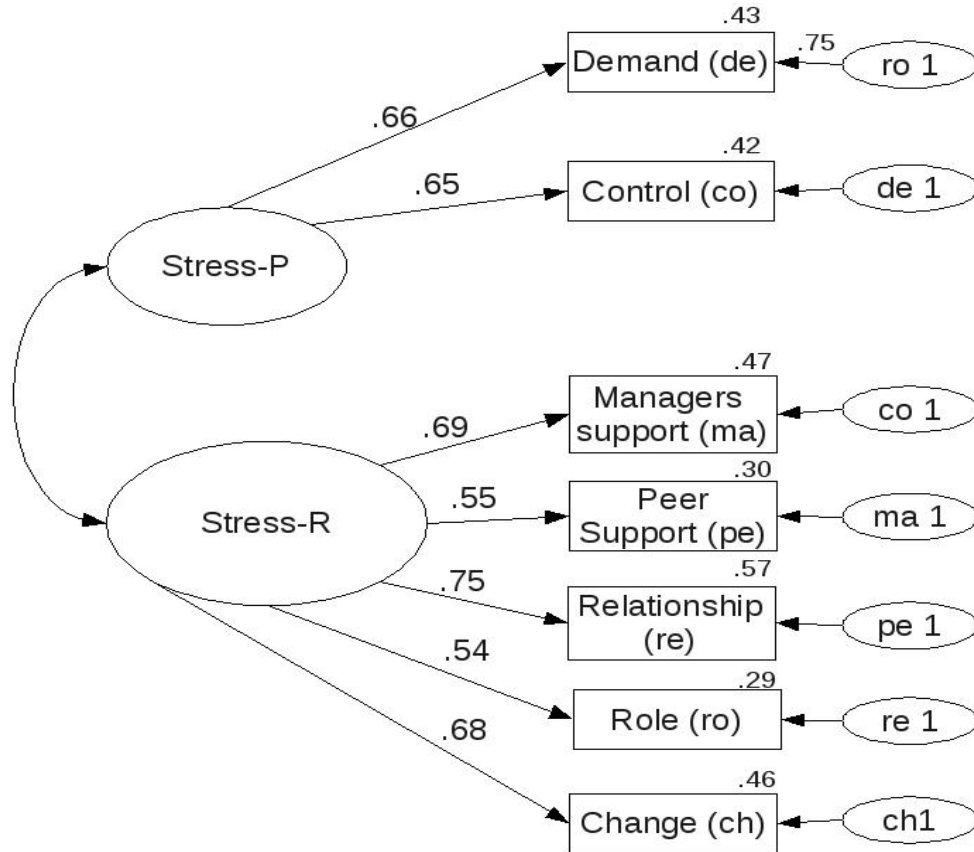 .43
.75
Demand (de)
ro 1
.66
.42
.65
Control (co)
de 1
Stress-P
.47
Managers
support (ma)
co 1
.69
.30
Stress-R
.55
Peer
Support (pe)
ma 1
.57
.75
Relationship
(re)
pe 1
.54
.29
Role (ro)
re 1
.68
.46
Change (ch)
ch1